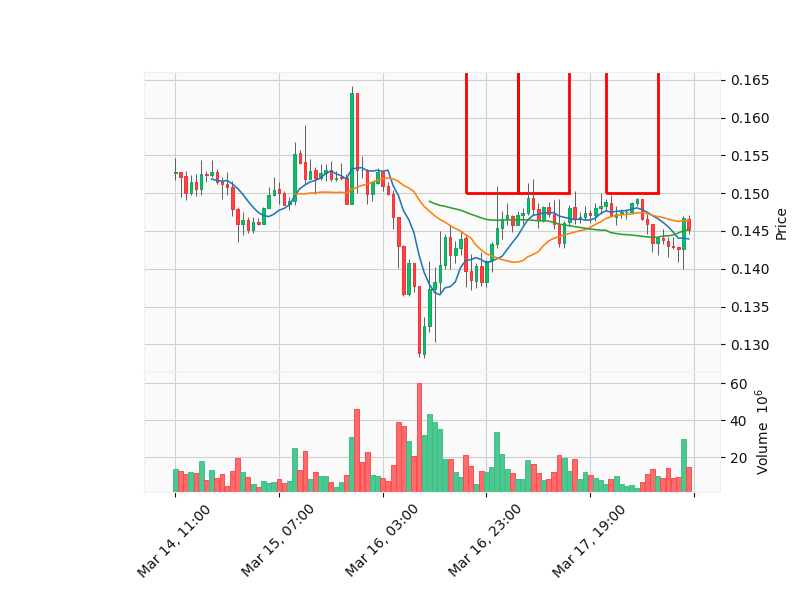 0.165
0.160
0.155
0.150
0.145
0.140
0.135
0.130
Price
60
40
20
Volume 10⁶
Mar 14, 11:00
Mar 15, 07:00
Mar 16, 03:00
Mar 16, 23:00
Mar 17, 19:00